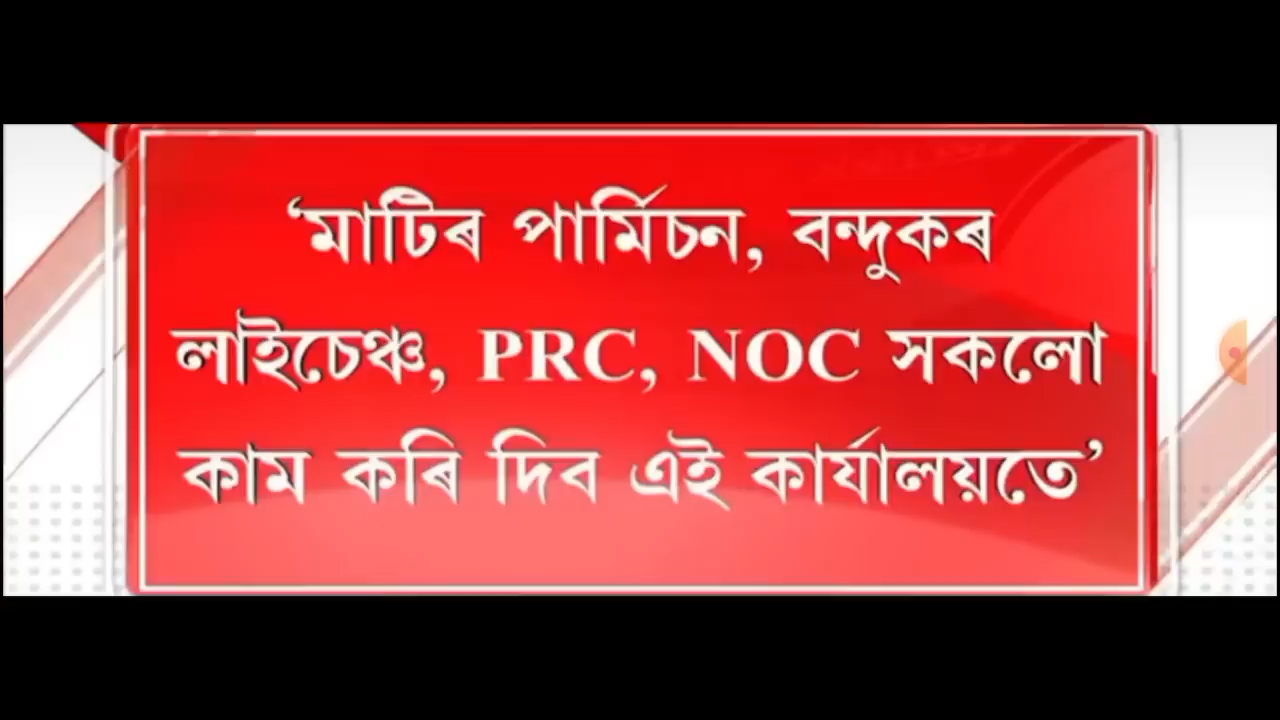 ‘মাটিৰ পাৰ্মিচন, বন্দুকৰ
লাইচেঞ্চ, PRC, NOC সকলো
কাম কৰি দিব এই কাৰ্যালয়তে’